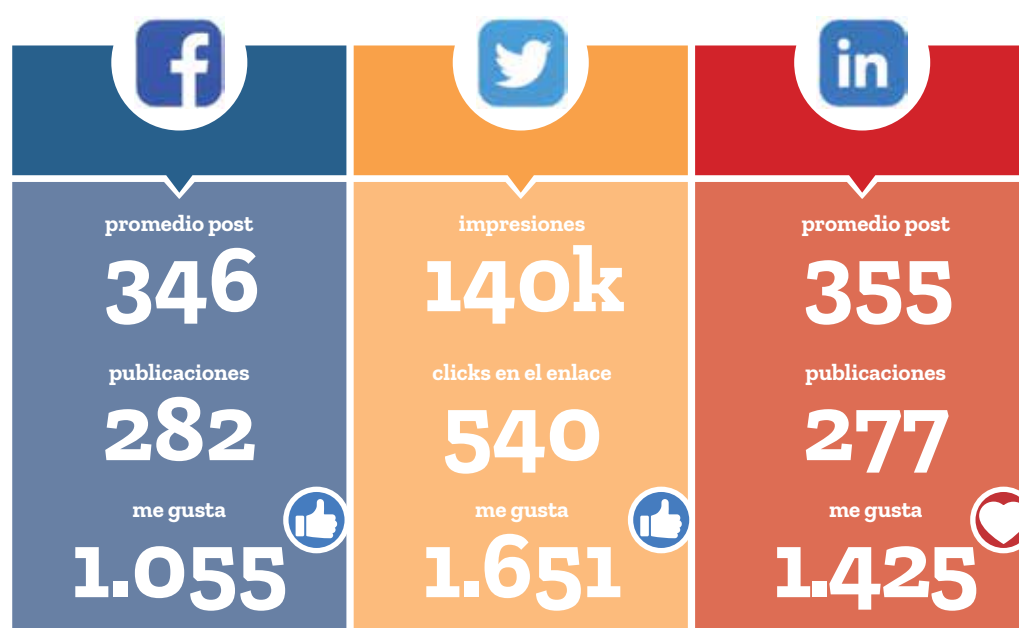 f
in
promedio post
346
publicaciones
282
me gusta
1.055
impresiones
140k
clicks en el enlace
540
me gusta
1.651
promedio post
355
publicaciones
277
me gusta
1.425